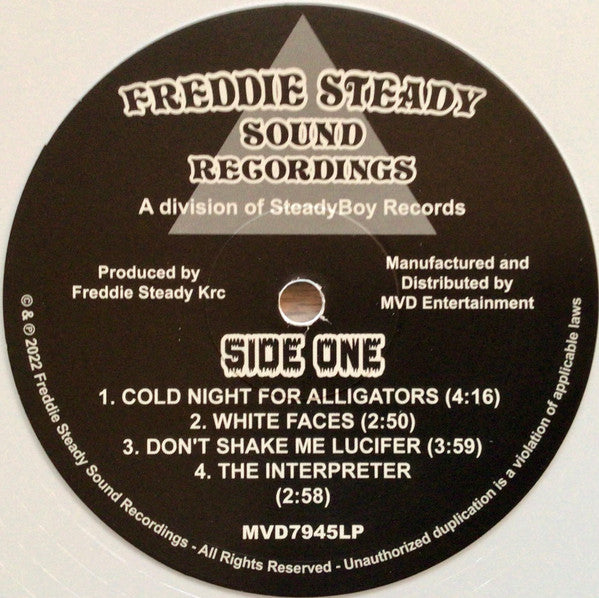 FREDDIE STEADY
SOUND
RECORDINGS
A division of SteadyBoy Records
Produced by
Freddie Steady Krc
Manufactured and
Distributed by
MVD Entertainment
SIDE ONE
1. COLD NIGHT FOR ALLIGATORS (4:16)
2. WHITE FACES (2:50)
3. DON'T SHAKE ME LUCIFER (3:59)
4. THE INTERPRETER
(2:58)
MVD7945LP
© & ℗ 2022 Freddie Steady Sound Recordings - All Rights Reserved - Unauthorized duplication is a violation of applicable laws